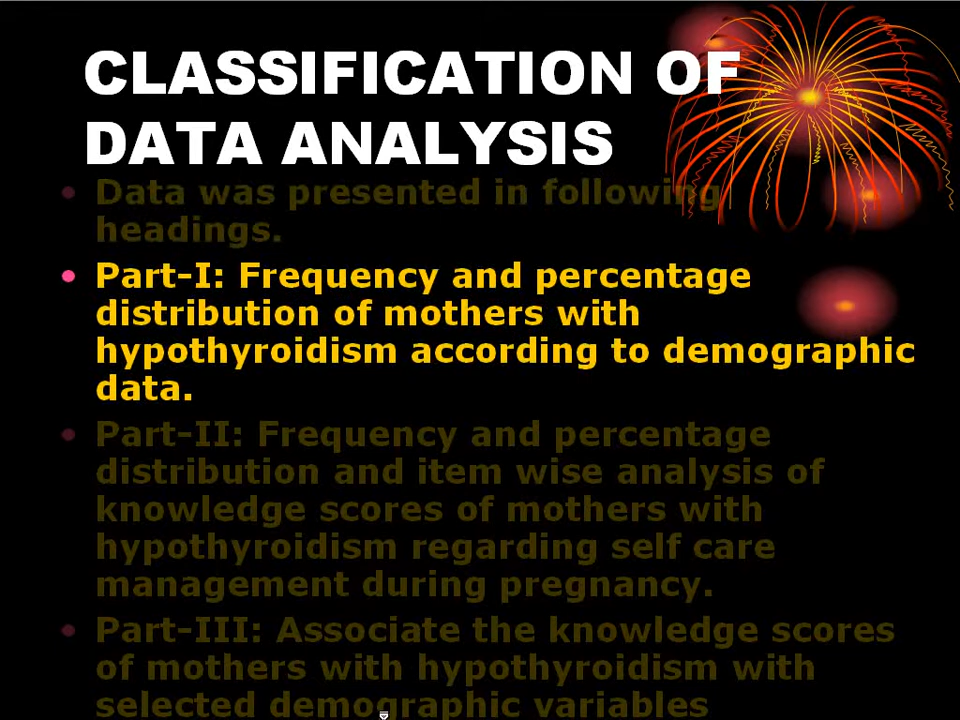 CLASSIFICATION OF
DATA ANALYSIS
• Data was presented in following
headings.
• Part-I: Frequency and percentage
distribution of mothers with
hypothyroidism according to demographic
data.
• Part-II: Frequency and percentage
distribution and item wise analysis of
knowledge scores of mothers with
hypothyroidism regarding self care
management during pregnancy.
• Part-III: Associate the knowledge scores
of mothers with hypothyroidism with
selected demographic variables